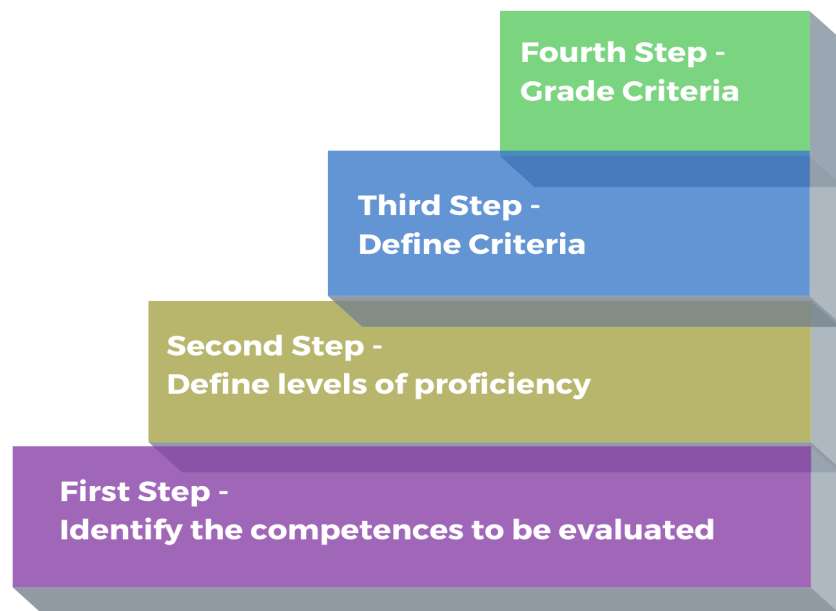 Fourth Step -
Grade Criteria
Third Step -
Define Criteria
Second Step -
Define levels of proficiency
First Step -
Identify the competences to be evaluated